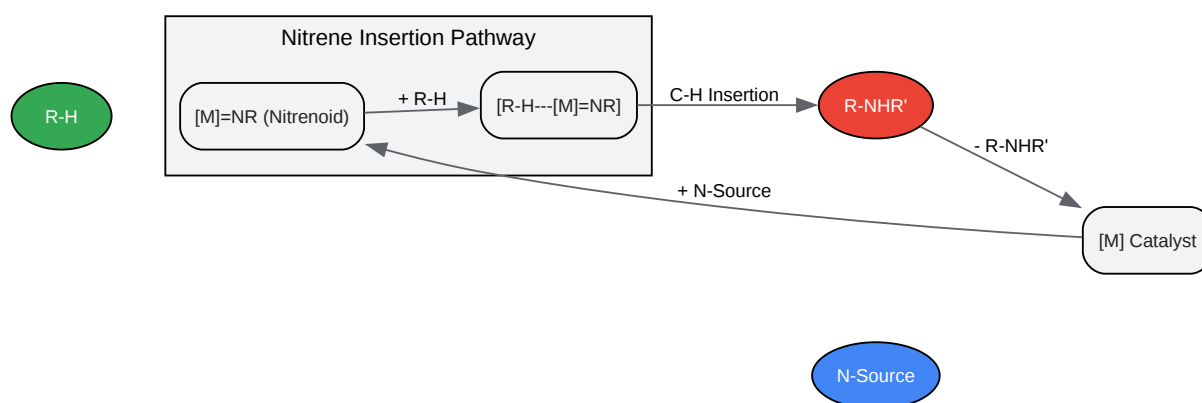 Nitrene Insertion Pathway
R-H
[M]=NR (Nitrenoid)
+ R-H
[R-H---[M]=NR]
C-H Insertion
R-NHR'
- R-NHR'
+ N-Source
[M] Catalyst
N-Source